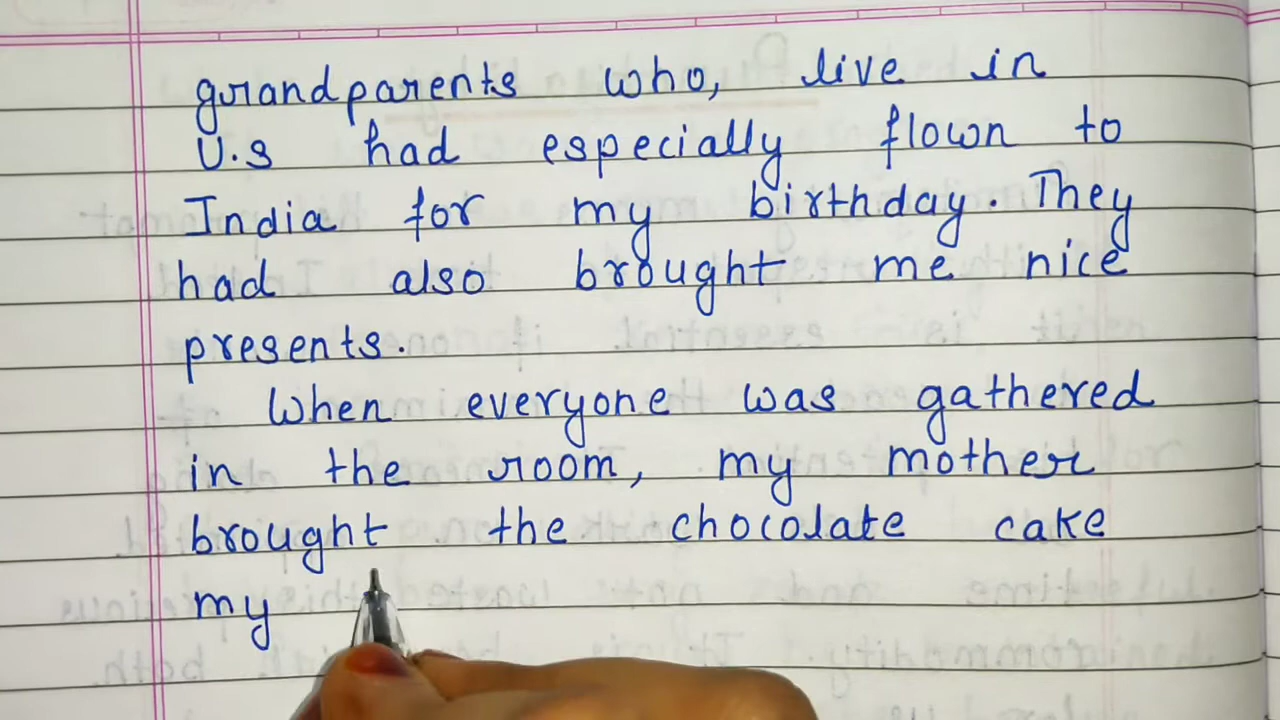 grandparents who, live in
U.s had especially flown to
India for my birthday. They
had also brought me nice
presents.
When everyone was gathered
in the room, my mother
brought the chocolate cake
my